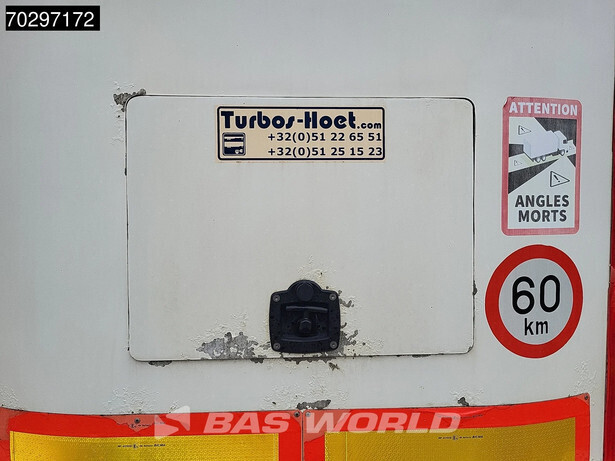 70297172
Turbos-Hoet.com
+32(0)51 22 65 51
+32(0)51 25 15 23
ATTENTION
ANGLES
MORTS
60
km
BAS WORLD